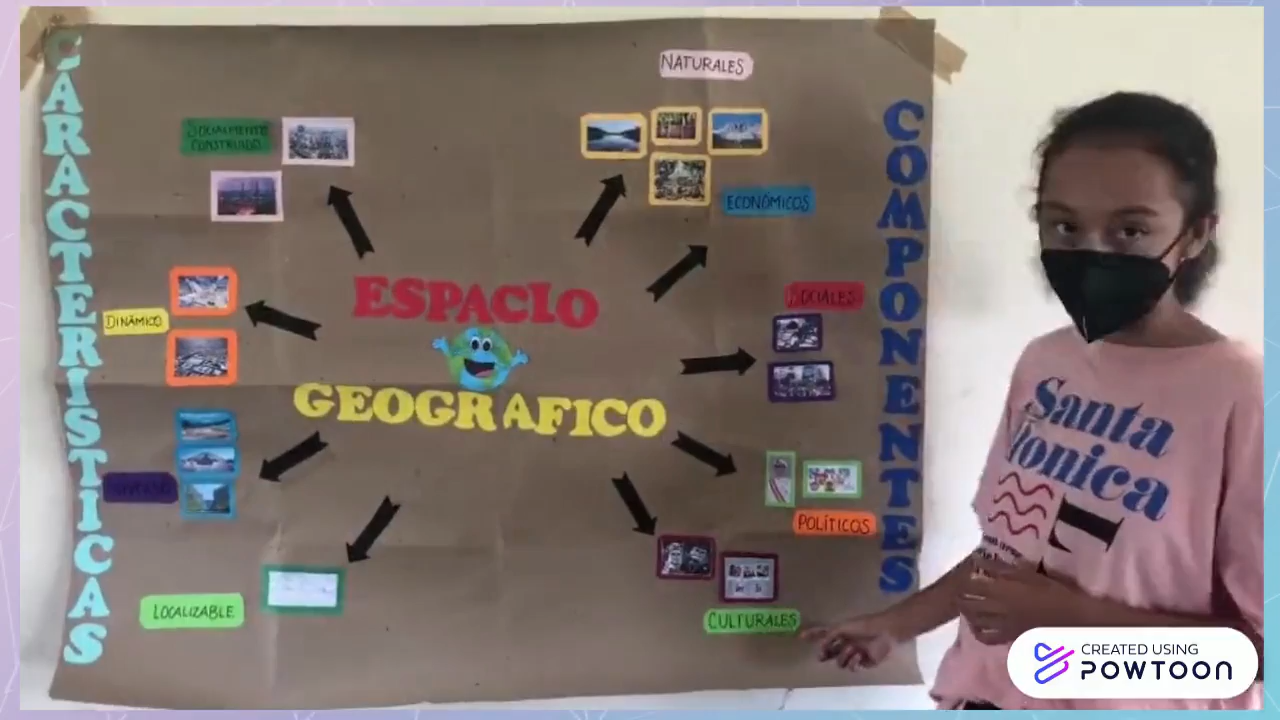 CARACTERISTICAS
SOCIALMENTE
CONSTRUIDO
DINÁMICO
LOCALIZABLE
ESPACIO
GEOGRAFICO
NATURALES
ECONÓMICOS
SOCIALES
POLÍTICOS
CULTURALES
COMPONENTES
Santa
Monica
CREATED USING
POWTOON